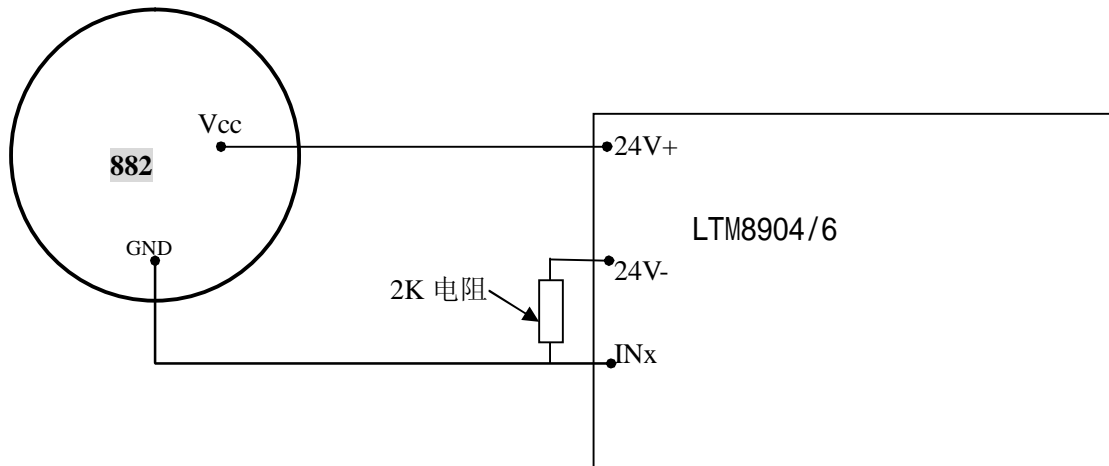 Vcc
24V+
882
LTM8904/6
GND
24V-
2K 电阻
INx